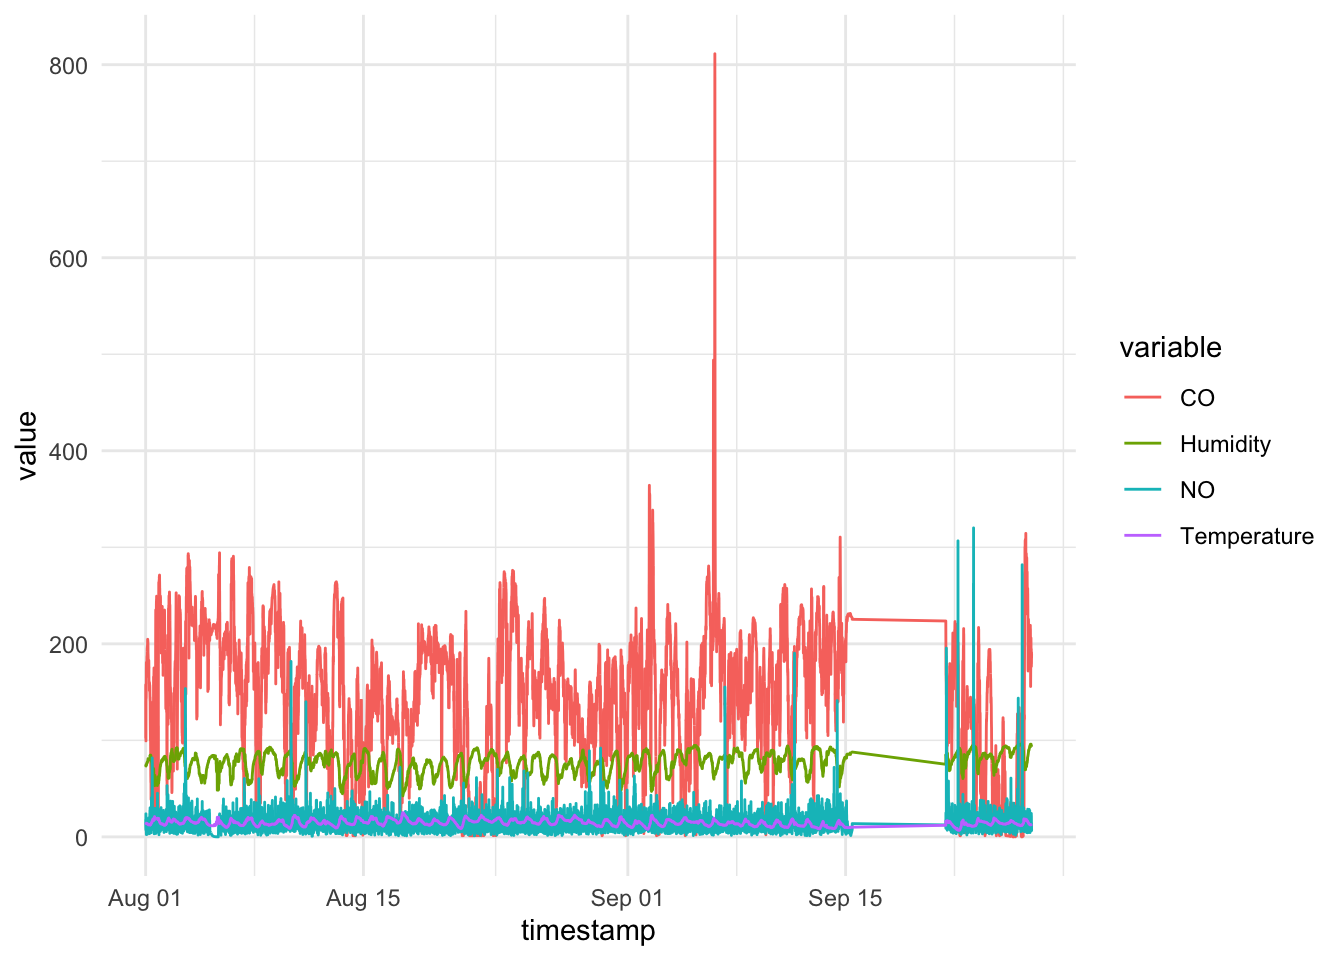 800
600
400
200
0
value
Aug 01
Aug 15
Sep 01
Sep 15
timestamp
variable
CO
Humidity
NO
Temperature